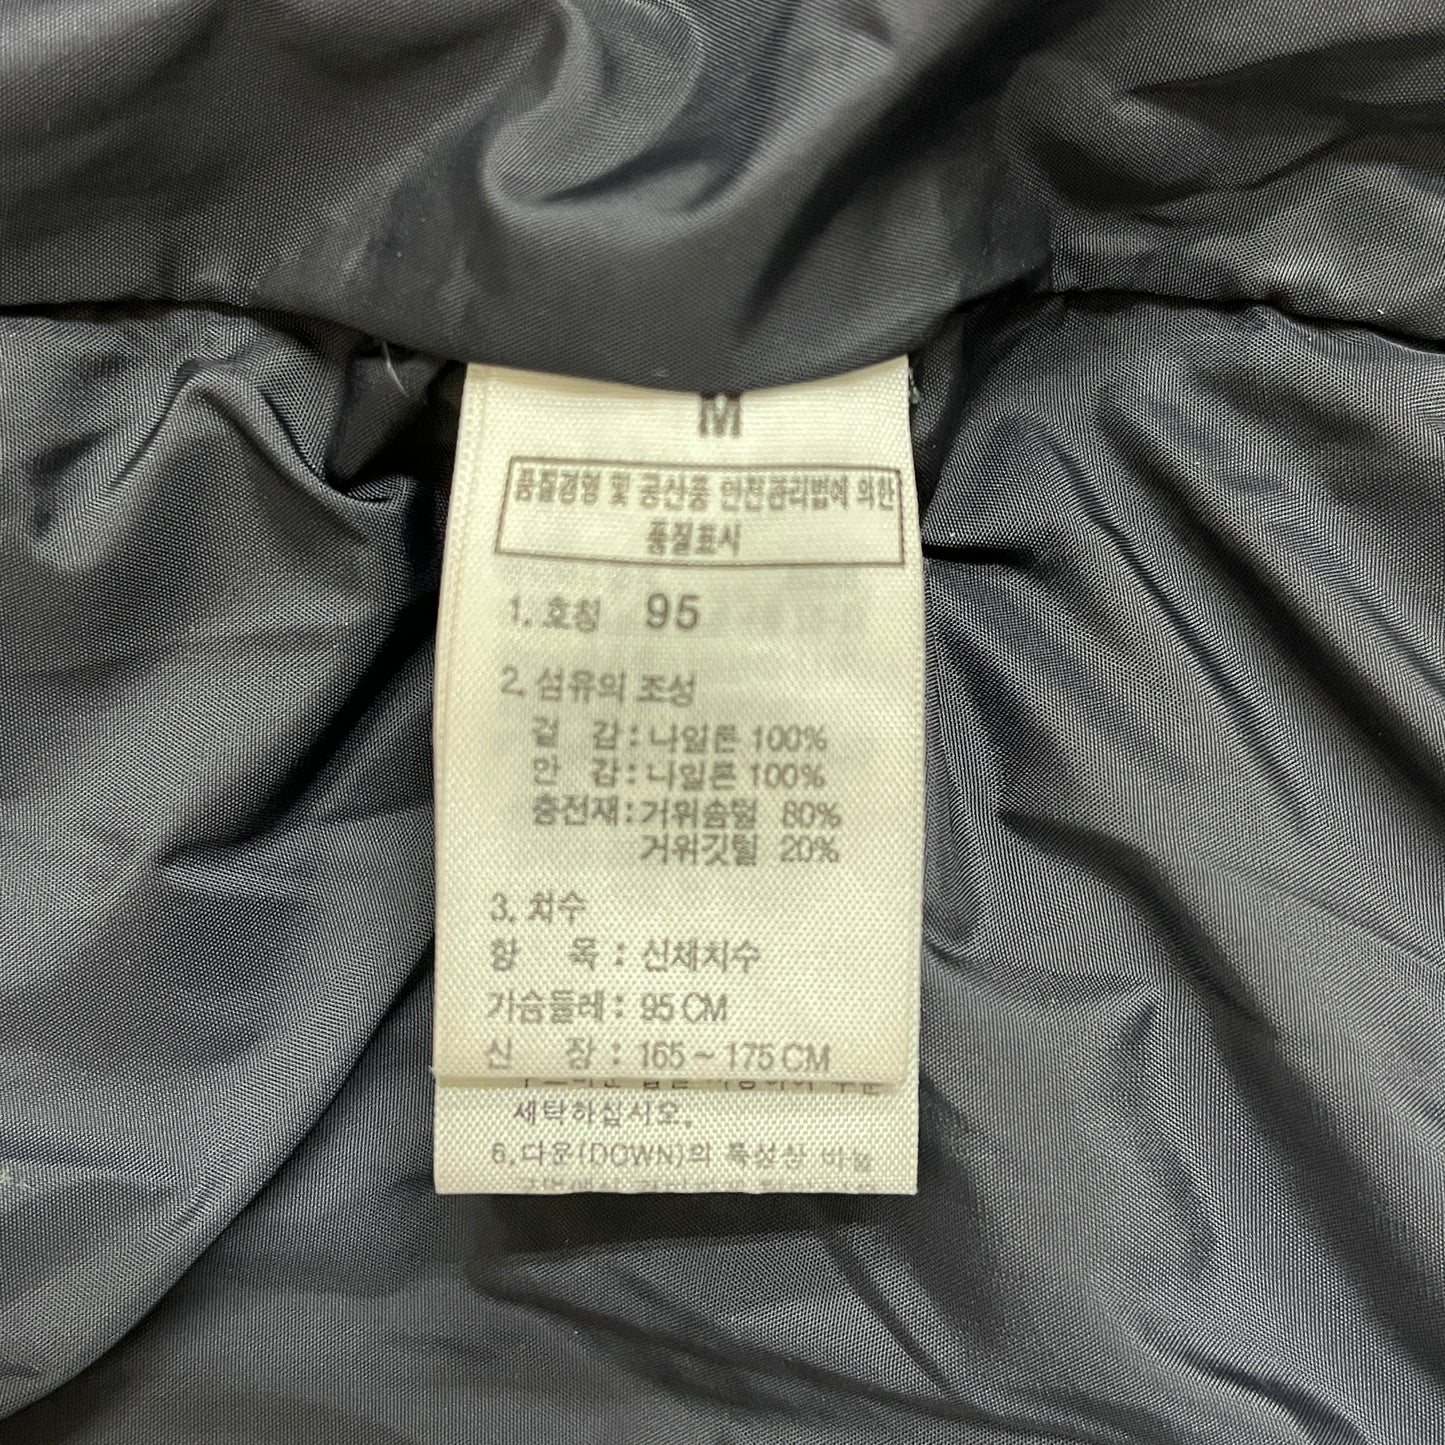 M
품질경영 및 공산품 안전관리법에 의한
품질표시
1. 호칭 95
2. 섬유의 조성
겉 감 : 나일론 100%
안 감 : 나일론 100%
충전재 : 거위솜털 80%
거위깃털 20%
3. 치수
항 목 : 신체치수
가슴둘레 : 95 CM
신 장 : 165 ~ 175 CM
세탁하십시오.
6. 다운(DOWN)의 특성상 바늘